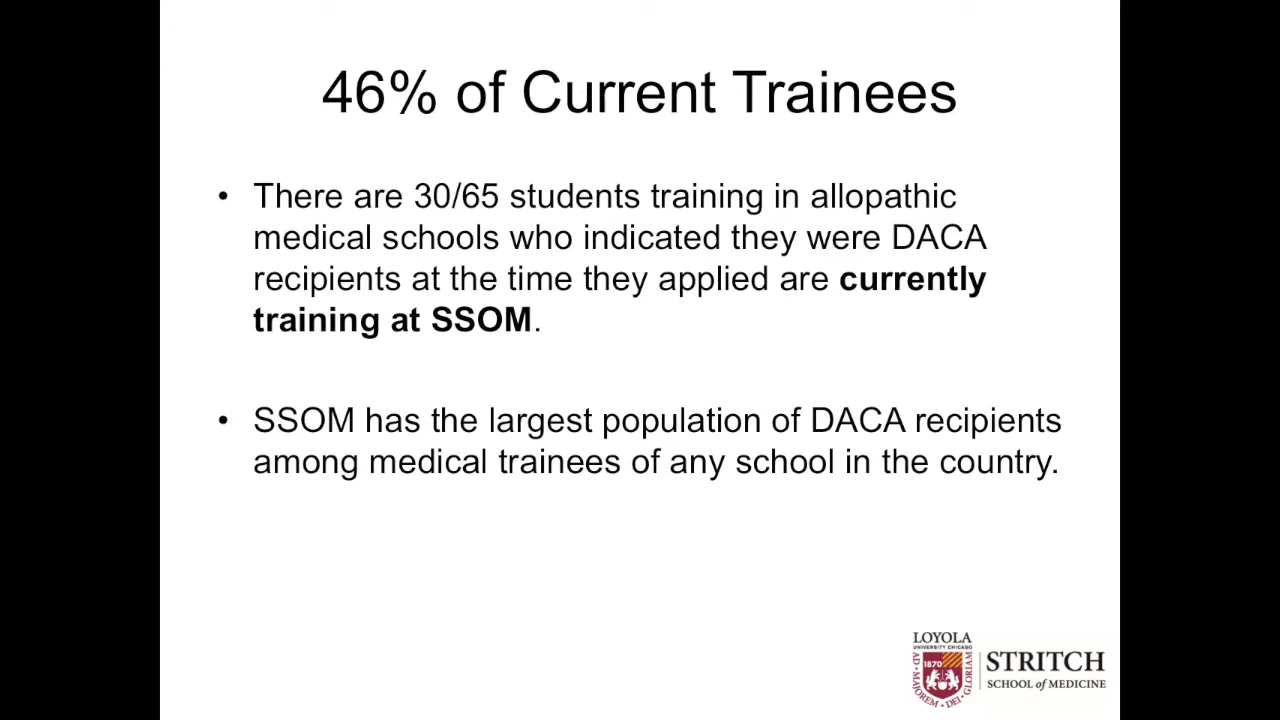 46% of Current Trainees
• There are 30/65 students training in allopathic
medical schools who indicated they were DACA
recipients at the time they applied are currently
training at SSOM.
• SSOM has the largest population of DACA recipients
among medical trainees of any school in the country.
LOYOLA
UNIVERSITY CHICAGO
1870
AD • MAJOREM • DEI • GLORIAM
STRITCH
SCHOOL of MEDICINE